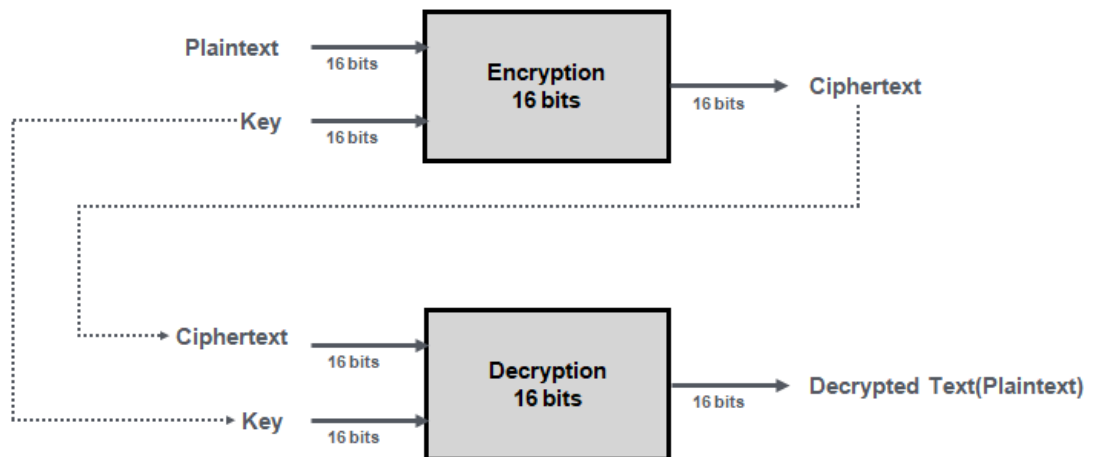 Plaintext
16 bits
Encryption
16 bits
16 bits
Ciphertext
Key
16 bits
Ciphertext
16 bits
Decryption
16 bits
16 bits
Decrypted Text(Plaintext)
Key
16 bits